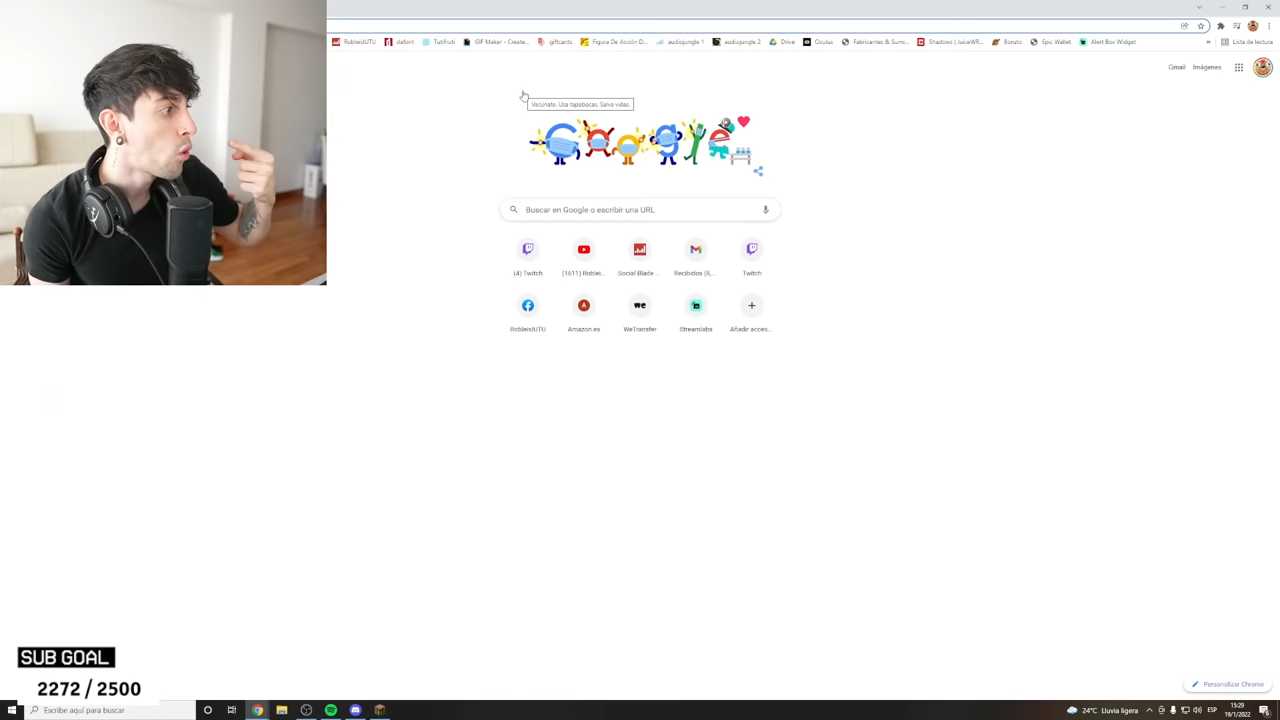 RobleisIUTU
dafont
Tutifruti
GIF Maker - Create...
giftcards
Figura De Acción D...
audiojungle 1
audiojungle 2
Drive
Oculus
Fabricantes & Sumi...
Shadows | JuiceWR...
Boruto
Epic Wallet
Alert Box Widget
»
Lista de lectura
Gmail
Imágenes
Vacúnate. Usa tapabocas. Salva vidas.
Google
Buscar en Google o escribir una URL
(4) Twitch
(1611) Roblei...
Social Blade ...
Recibidos (9,...
Twitch
RobleisIUTU
A
Amazon.es
we
WeTransfer
Streamlabs
Añadir acces...
SUB GOAL
2272 / 2500
Personalizar Chrome
Escribe aquí para buscar
24°C Lluvia ligera
ESP
15:29
19/1/2022